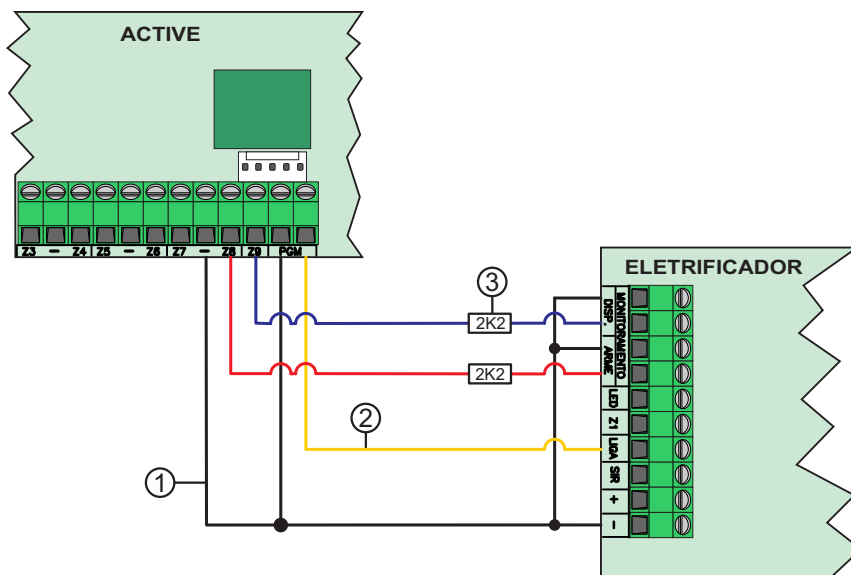 ACTIVE
Z3 – Z4 Z5 – Z6 Z7 – Z8 Z9 PGM
ELETRIFICADOR
MONITORAMENTO
DISP.
ARME
LED
Z1
LIGA
SIR
+
–
3
2K2
2K2
2
1